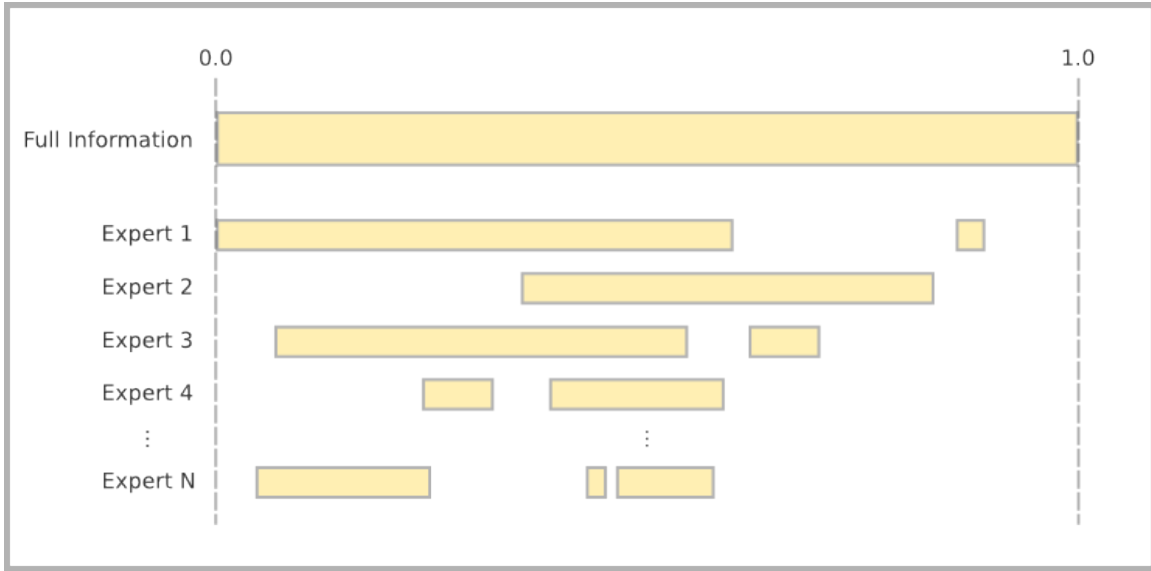 0.0 1.0
Full Information
Expert 1
Expert 2
Expert 3
Expert 4
⋮ ⋮
Expert N